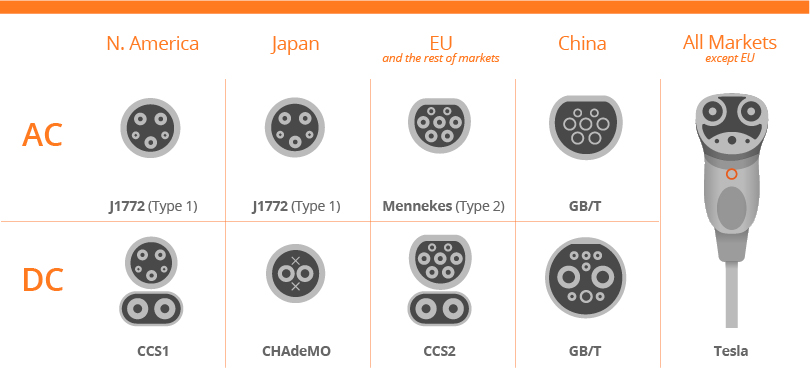 N. America
Japan
EU
and the rest of markets
China
All Markets
except EU
AC
J1772 (Type 1)
J1772 (Type 1)
Mennekes (Type 2)
GB/T
DC
CCS1
CHAdeMO
CCS2
GB/T
Tesla